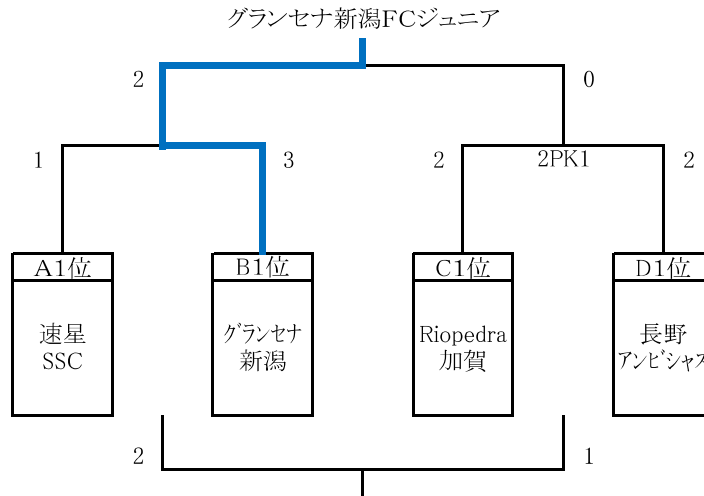 グランセナ新潟FCジュニア
2
0
1
3
2
2PK1
2
A1位
B1位
C1位
D1位
速星
SSC
グランセナ
新潟
Riopedra
加賀
長野
アンビシャス
2
1